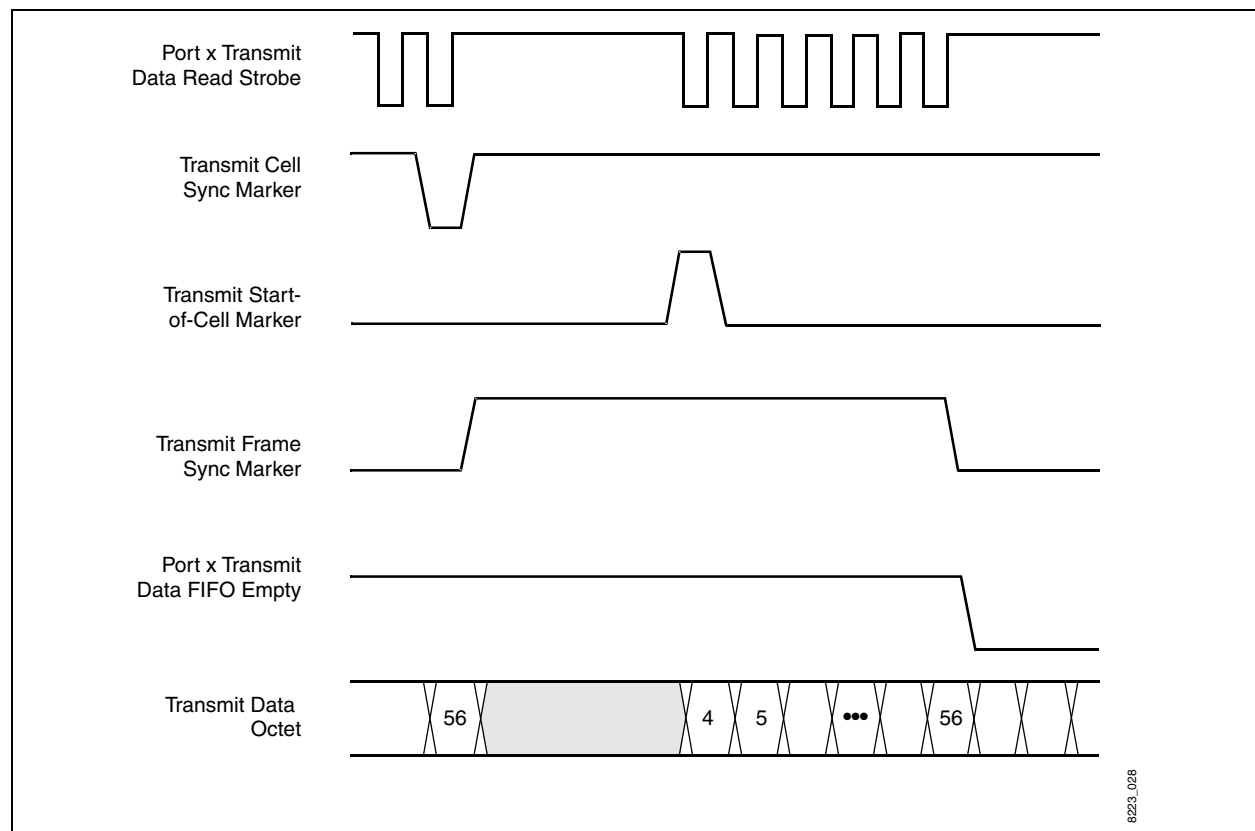 Port x Transmit
Data Read Strobe
Transmit Cell
Sync Marker
Transmit Start-
of-Cell Marker
Transmit Frame
Sync Marker
Port x Transmit
Data FIFO Empty
Transmit Data
Octet
56 4 5 ••• 56
8223_028